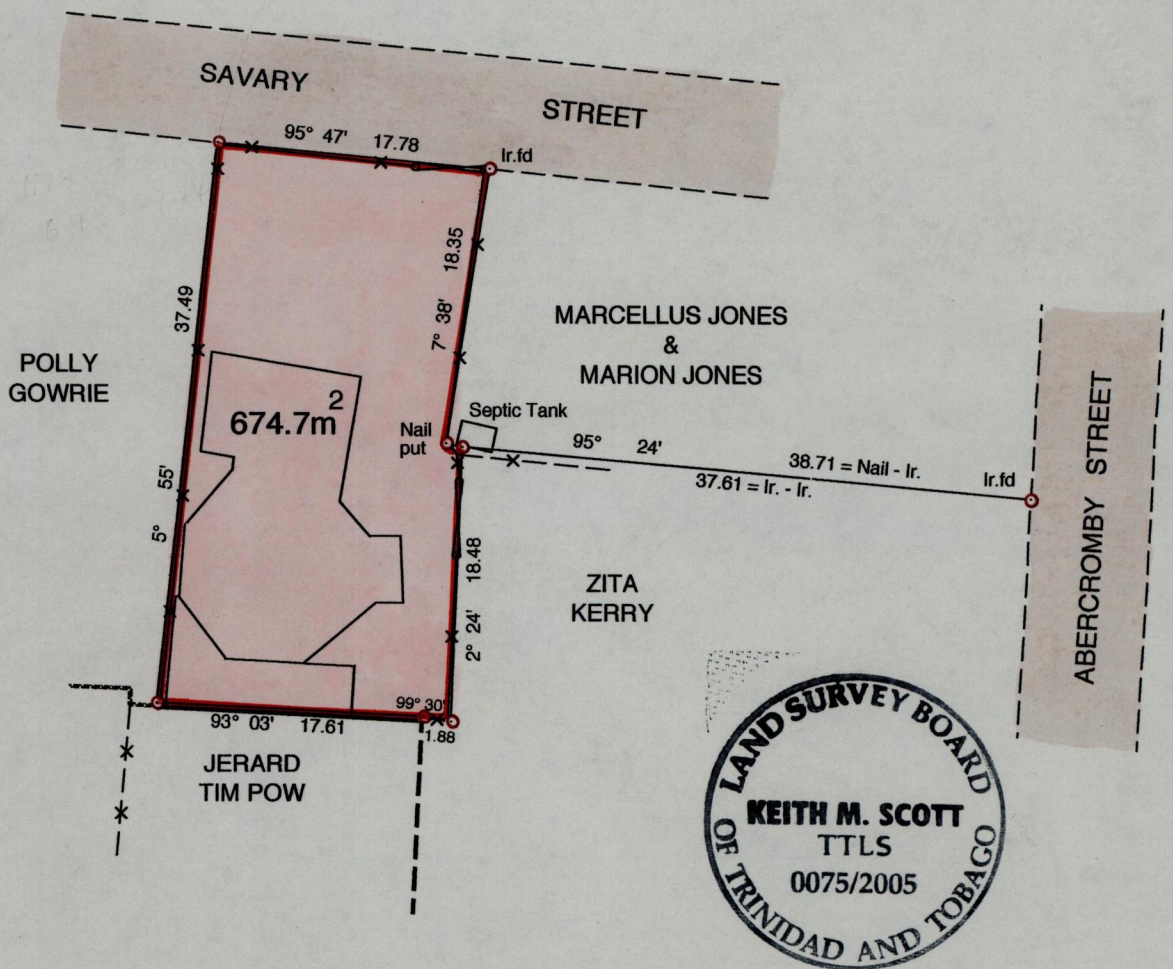 SAVARY
STREET
95° 47' 17.78
Ir.fd
18.35
7° 38'
37.49
5° 55'
POLLY
GOWRIE
MARCELLUS JONES
&
MARION JONES
674.7m²
Septic Tank
Nail
put
95° 24'
38.71 = Nail - Ir.
37.61 = Ir. - Ir.
Ir.fd
ABERCROMBY STREET
18.48
2° 24'
ZITA
KERRY
99° 30'
1.88
93° 03' 17.61
JERARD
TIM POW
LAND SURVEY BOARD
KEITH M. SCOTT
TTLS
0075/2005
OF TRINIDAD AND TOBAGO